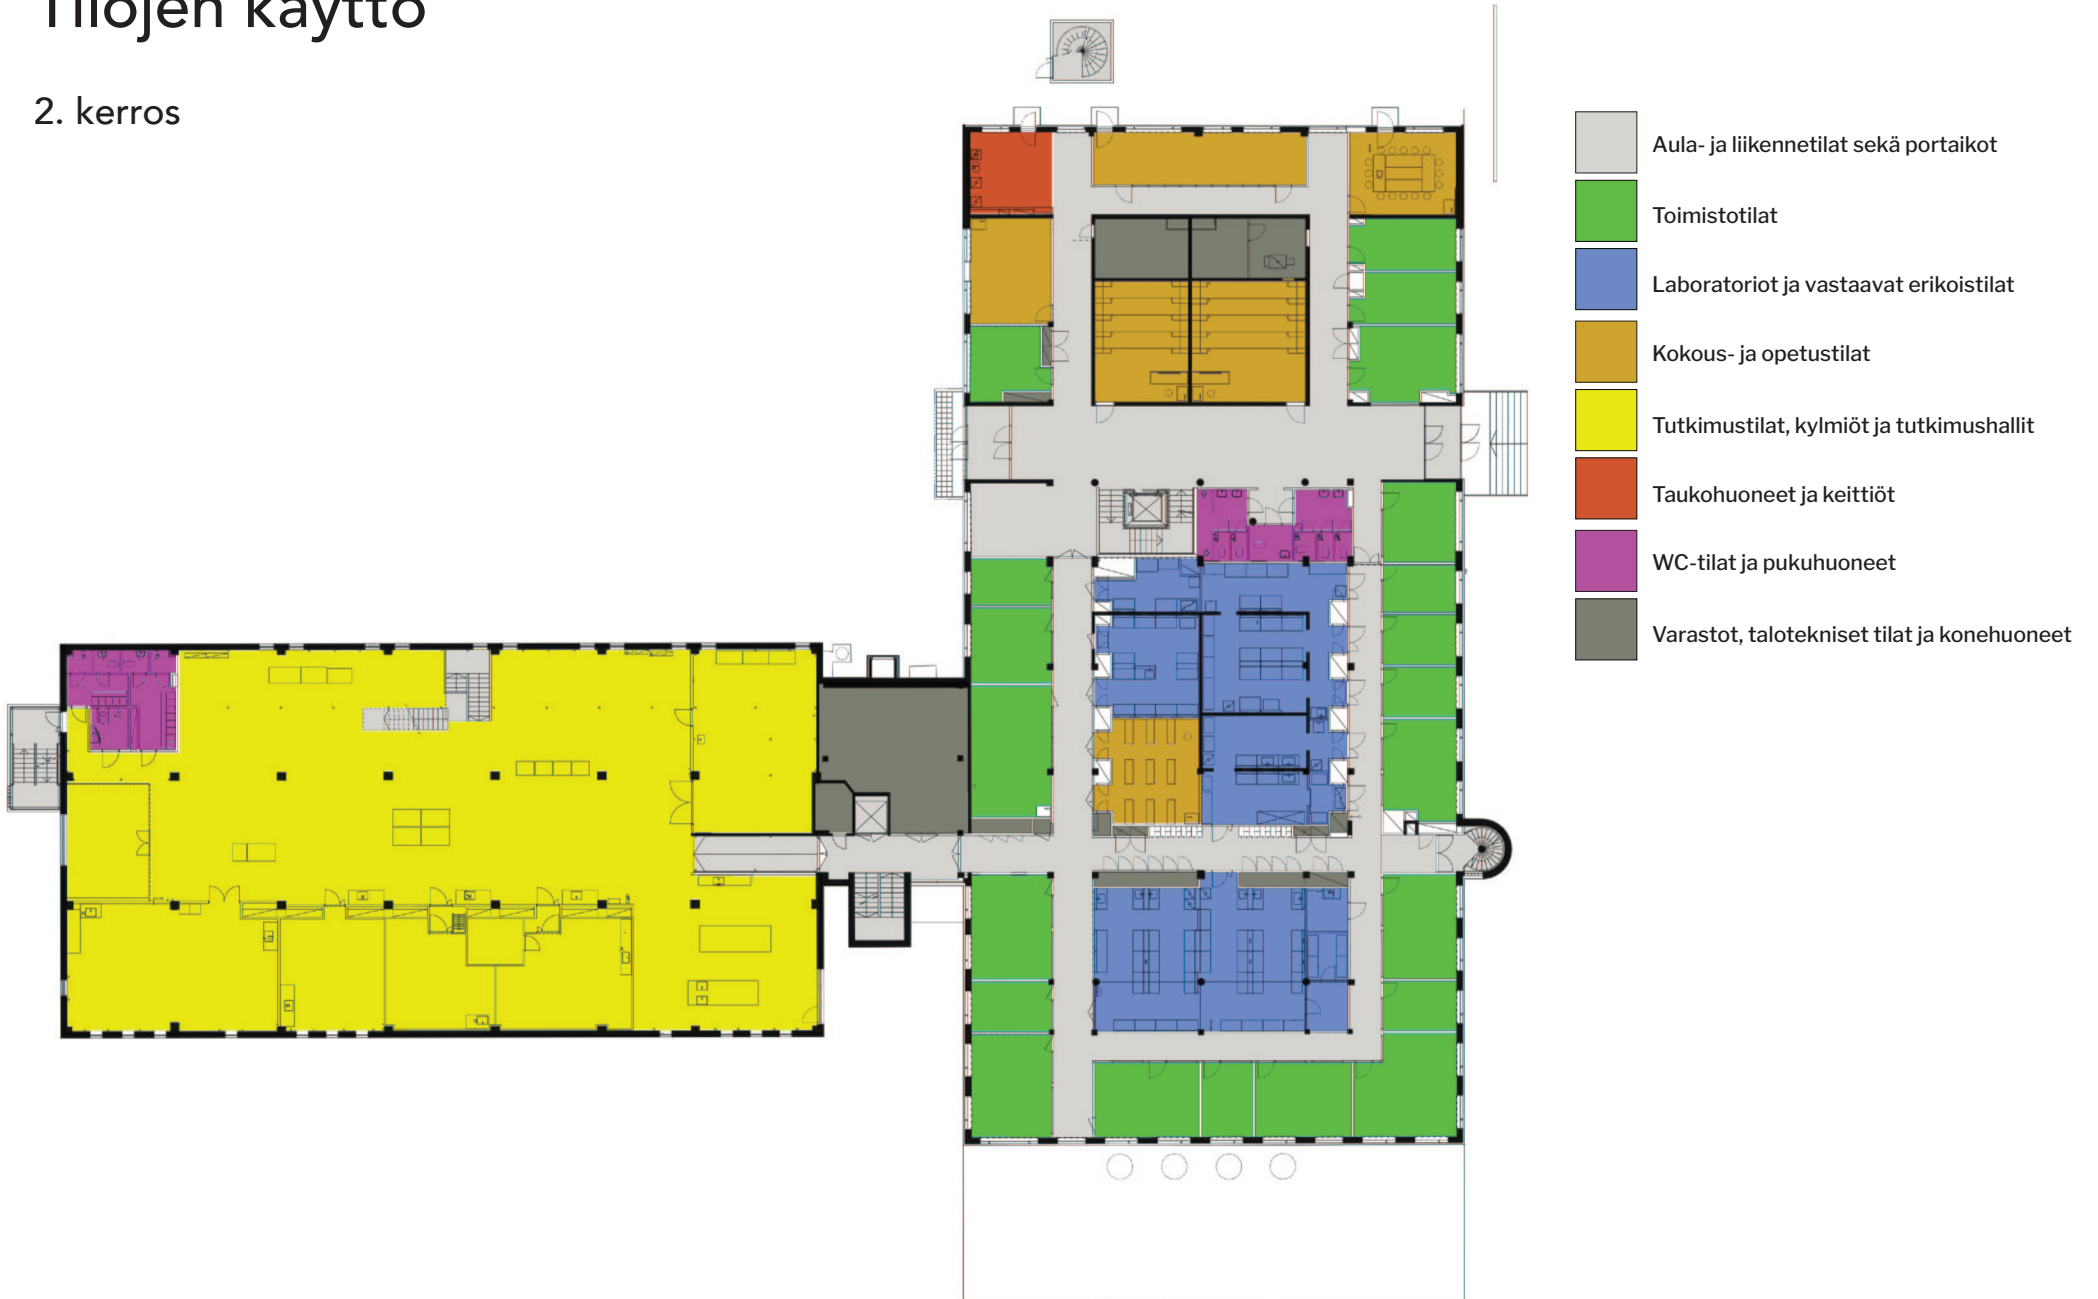 Tilojen käyttö
2. kerros
Aula- ja liikennetilat sekä portaikot
Toimistotilat
Laboratoriot ja vastaavat erikoistilat
Kokous- ja opetustilat
Tutkimustilat, kylmiöt ja tutkimushallit
Taukohuoneet ja keittiöt
WC-tilat ja pukuhuoneet
Varastot, talotekniset tilat ja konehuoneet